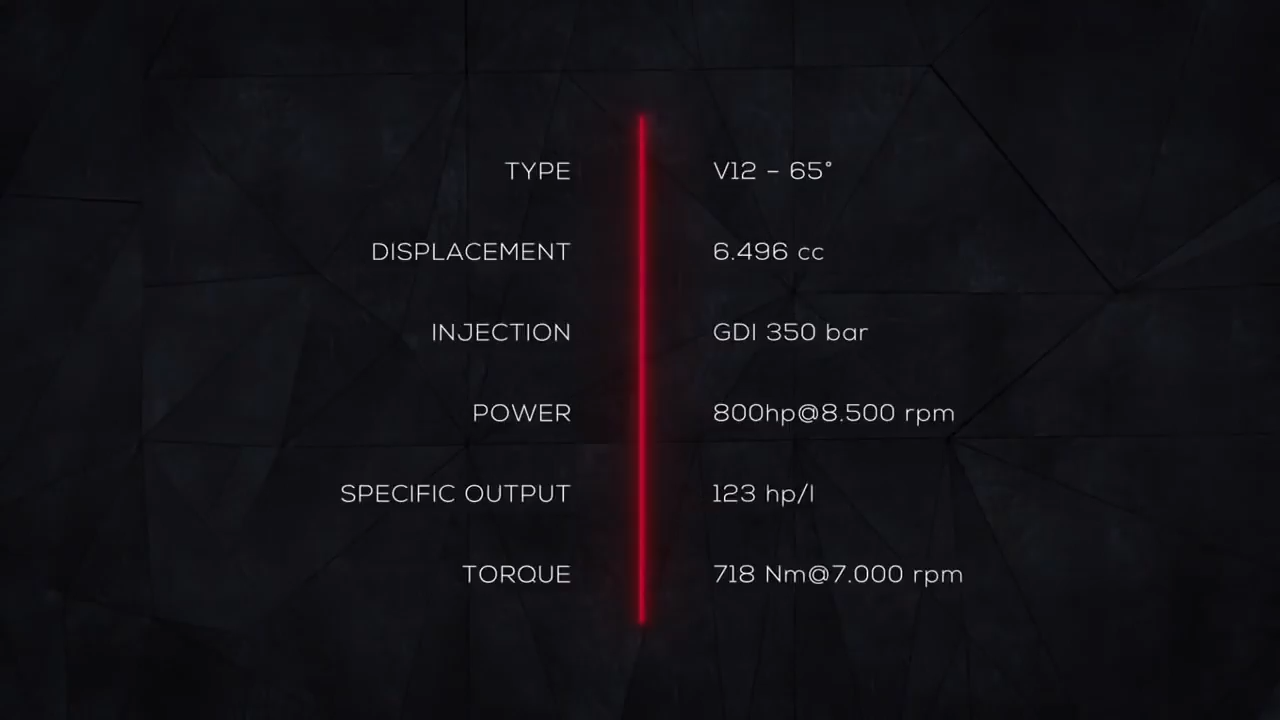 TYPE V12 – 65°
DISPLACEMENT 6.496 cc
INJECTION GDI 350 bar
POWER 800hp@8.500 rpm
SPECIFIC OUTPUT 123 hp/l
TORQUE 718 Nm@7.000 rpm